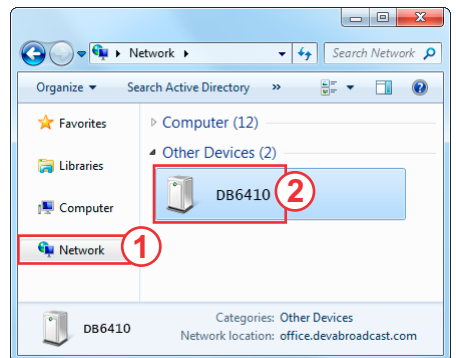 Network
Search Network
Organize
Search Active Directory
»
Favorites
Computer (12)
Other Devices (2)
Libraries
DB6410
2
Computer
Network
1
DB6410
Categories: Other Devices
Network location: office.devabroadcast.com